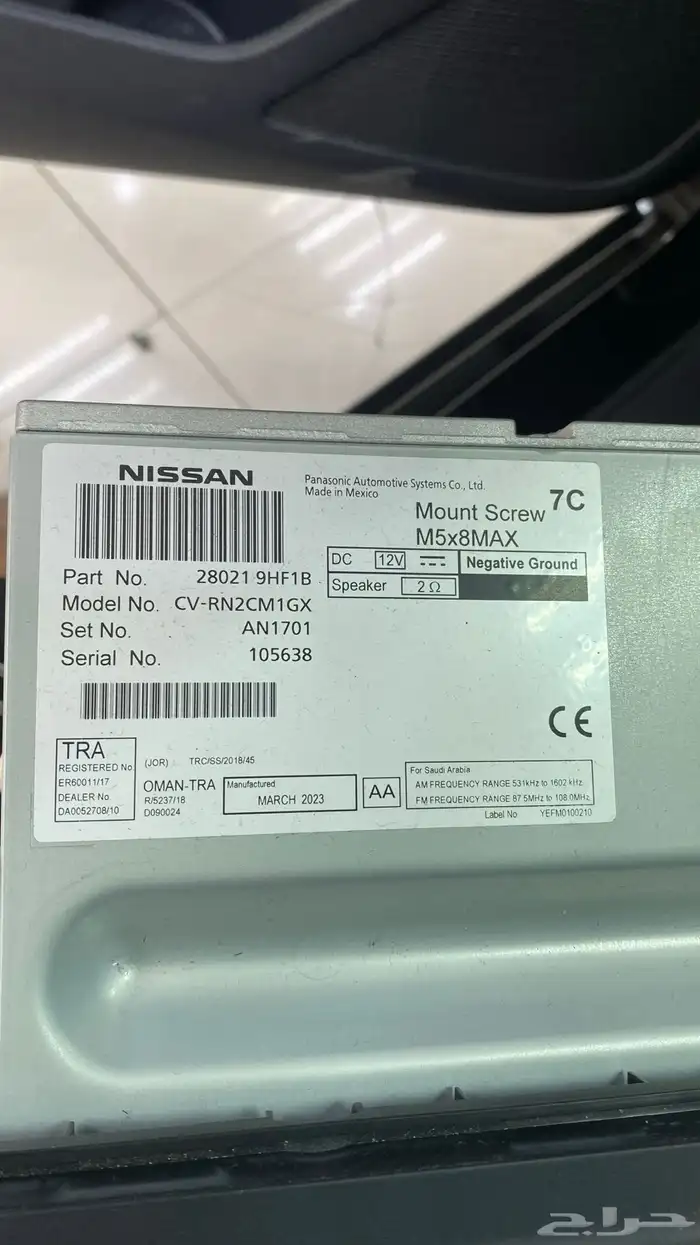 NISSAN
Panasonic Automotive Systems Co., Ltd.
Made in Mexico
7C
Mount Screw
M5x8MAX
DC 12V Negative Ground
Speaker 2 Ω
Part No. 28021 9HF1B
Model No. CV-RN2CM1GX
Set No. AN1701
Serial No. 105638
CE
TRA
REGISTERED No
ER60011/17
DEALER No
DA0052708/10
(JOR) TRC/SS/2018/45
OMAN-TRA
R/5237/18
D090024
Manufactured
MARCH 2023
AA
For Saudi Arabia
AM FREQUENCY RANGE 531kHz to 1602 kHz
FM FREQUENCY RANGE 87.5MHz to 108.0MHz
Label No YEFM0100210
حراج